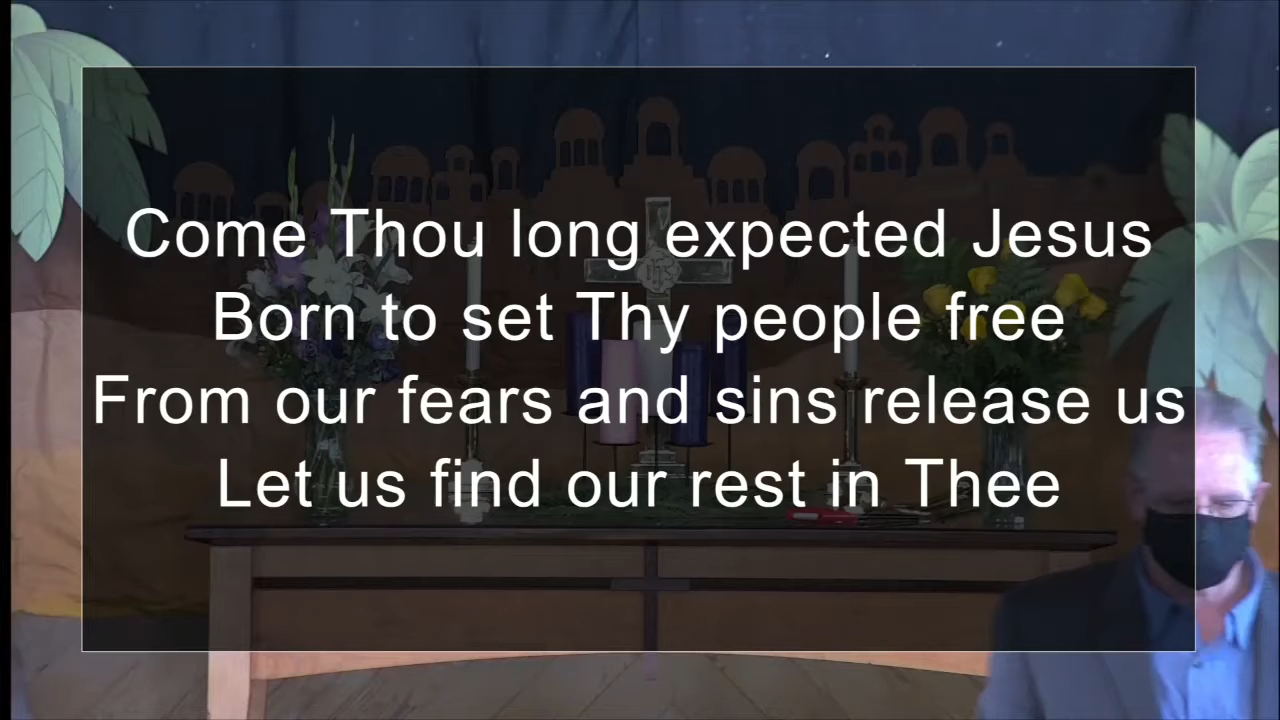 Come Thou long expected Jesus
Born to set Thy people free
From our fears and sins release us
Let us find our rest in Thee
IHS